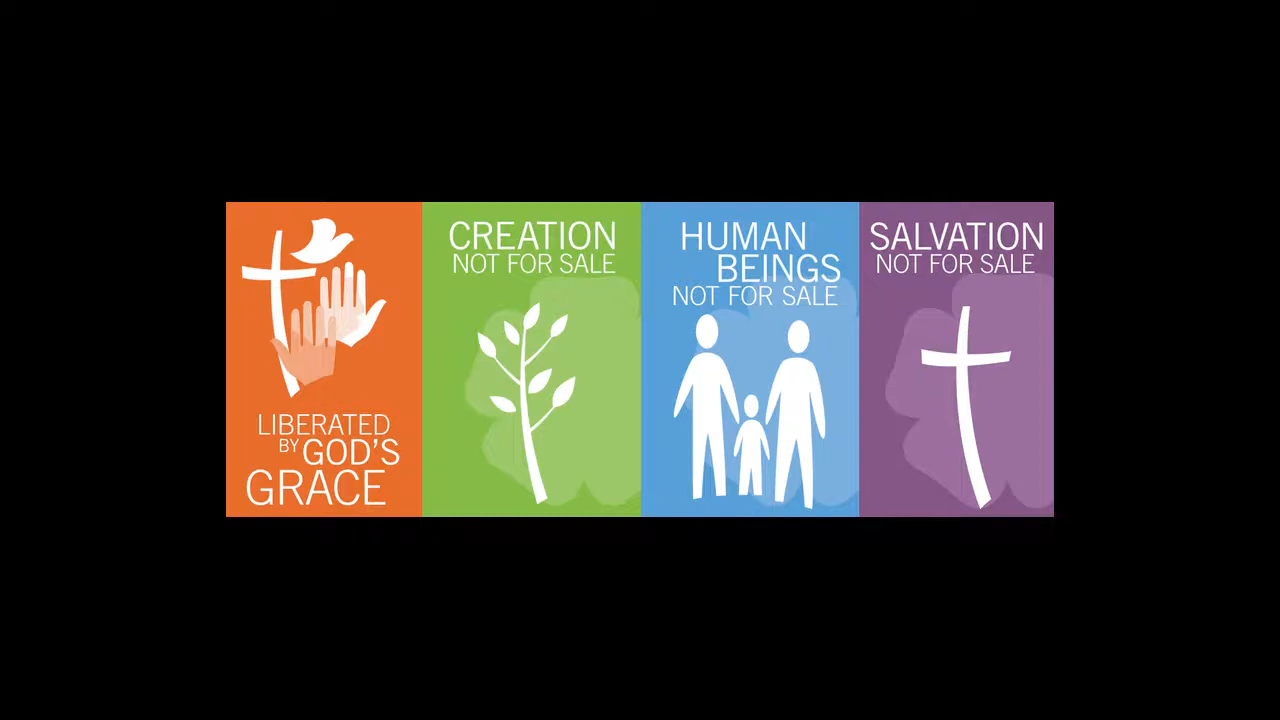 LIBERATED
BY GOD'S
GRACE
CREATION
NOT FOR SALE
HUMAN
BEINGS
NOT FOR SALE
SALVATION
NOT FOR SALE